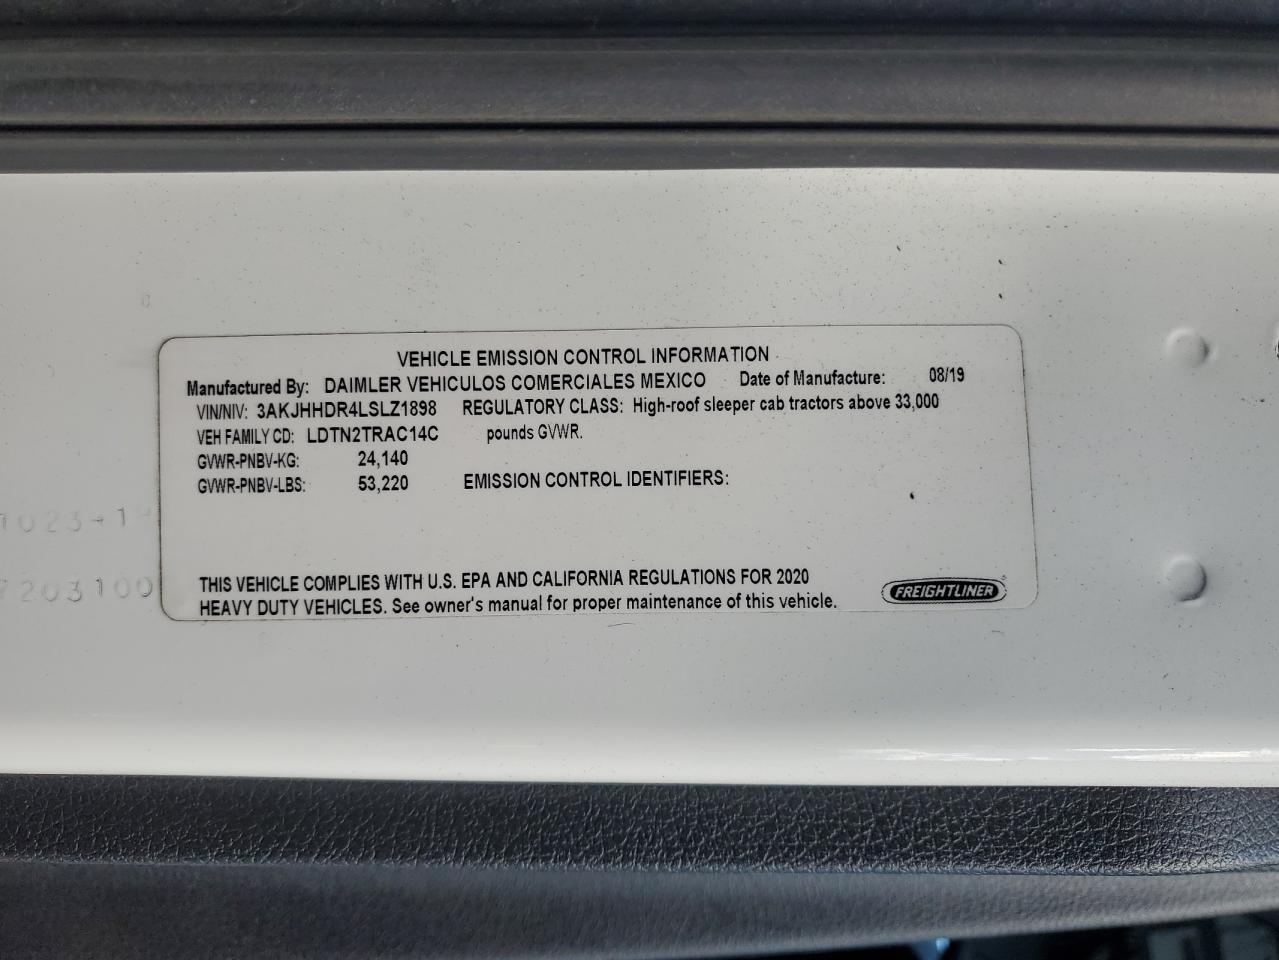 VEHICLE EMISSION CONTROL INFORMATION
Manufactured By: DAIMLER VEHICULOS COMERCIALES MEXICO Date of Manufacture: 08/19
VIN/NIV: 3AKJHHDR4LSLZ1898 REGULATORY CLASS: High-roof sleeper cab tractors above 33,000
VEH FAMILY CD: LDTN2TRAC14C pounds GVWR.
GVWR-PNBV-KG: 24,140
GVWR-PNBV-LBS: 53,220 EMISSION CONTROL IDENTIFIERS:
THIS VEHICLE COMPLIES WITH U.S. EPA AND CALIFORNIA REGULATIONS FOR 2020
HEAVY DUTY VEHICLES. See owner's manual for proper maintenance of this vehicle.
FREIGHTLINER